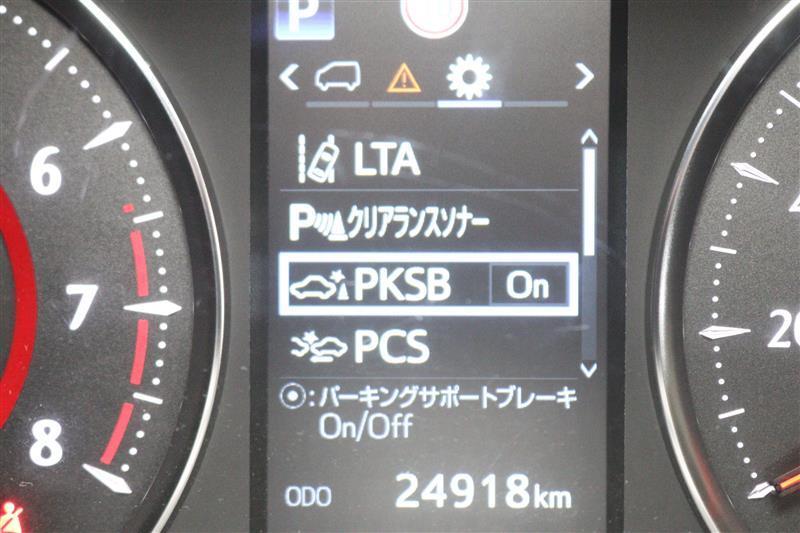 P
LTA
P クリアランスソナー
PKSB On
PCS
:パーキングサポートブレーキ
On/Off
ODO 24918km
6
7
8